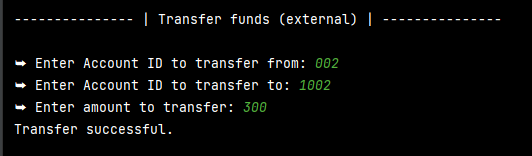 --------------- | Transfer funds (external) | ---------------
➥ Enter Account ID to transfer from: 002
➥ Enter Account ID to transfer to: 1002
➥ Enter amount to transfer: 300
Transfer successful.